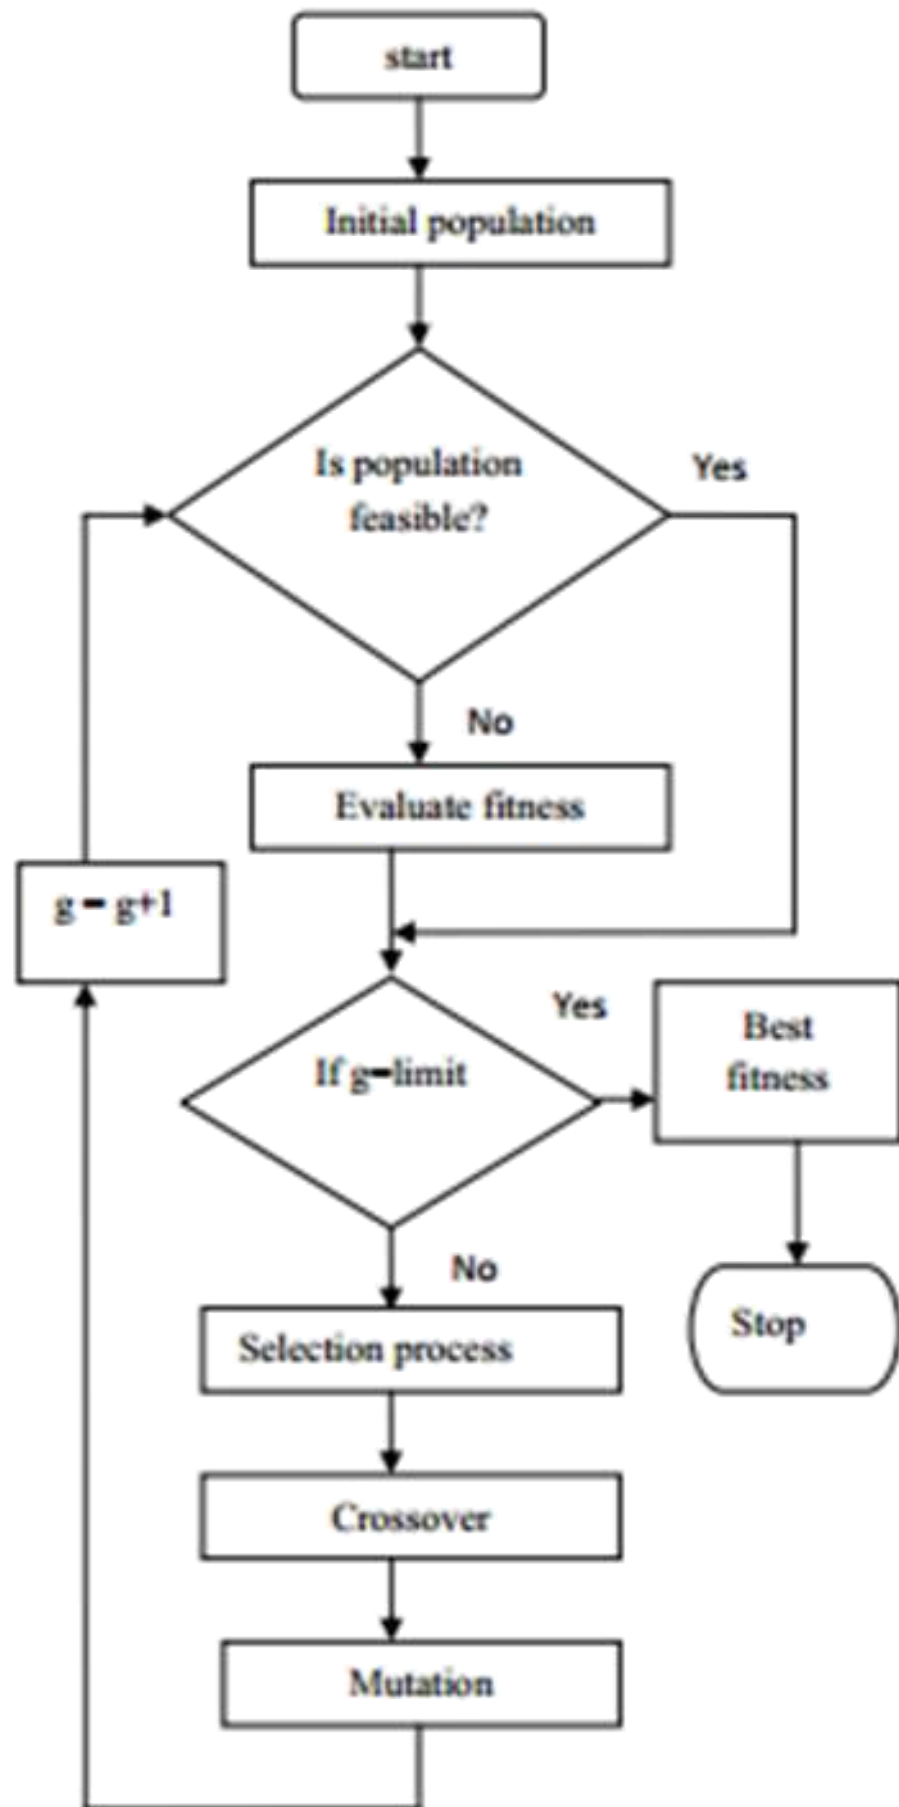 start
Initial population
Is population
feasible?
Yes
No
Evaluate fitness
g = g+1
If g=limit
Yes
Best
fitness
No
Selection process
Stop
Crossover
Mutation